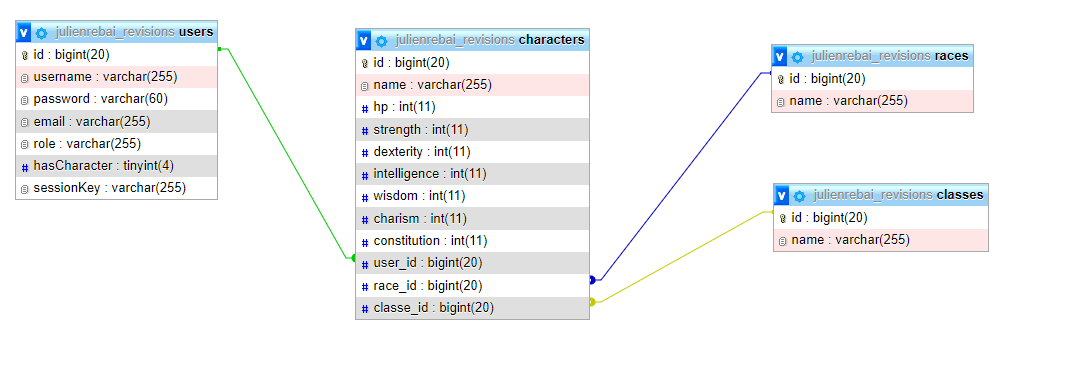 julienrebai_revisions users
id : bigint(20)
username : varchar(255)
password : varchar(60)
email : varchar(255)
role : varchar(255)
hasCharacter : tinyint(4)
sessionKey : varchar(255)
julienrebai_revisions characters
id : bigint(20)
name : varchar(255)
hp : int(11)
strength : int(11)
dexterity : int(11)
intelligence : int(11)
wisdom : int(11)
charism : int(11)
constitution : int(11)
user_id : bigint(20)
race_id : bigint(20)
classe_id : bigint(20)
julienrebai_revisions races
id : bigint(20)
name : varchar(255)
julienrebai_revisions classes
id : bigint(20)
name : varchar(255)